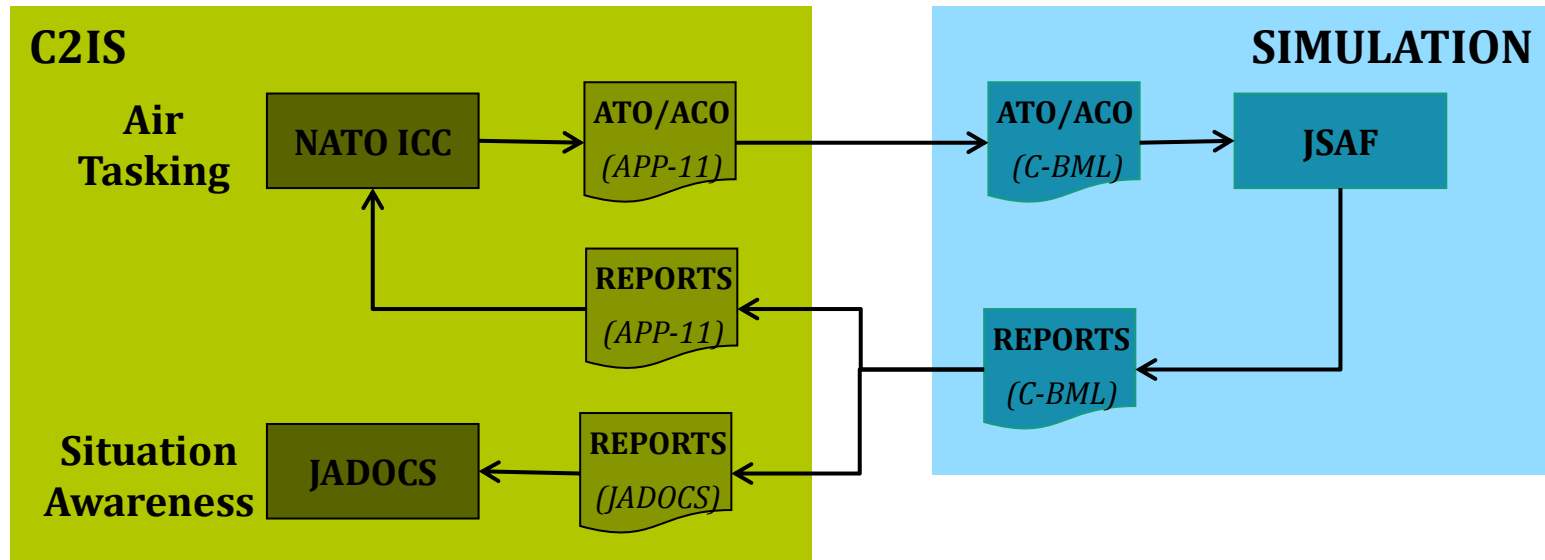 C2IS
SIMULATION
Air
Tasking
NATO ICC
ATO/ACO
(APP-11)
ATO/ACO
(C-BML)
JSAF
REPORTS
(APP-11)
REPORTS
(C-BML)
Situation
Awareness
JADOCS
REPORTS
(JADOCS)